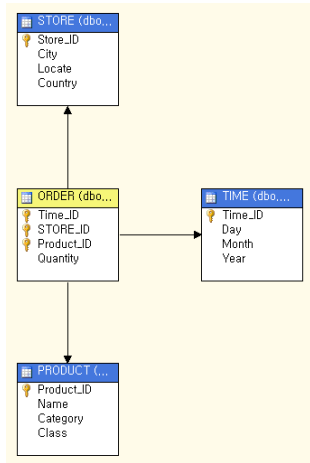 STORE (dbo,...
Store_ID
City
Locate
Country
ORDER (dbo,...
Time_ID
STORE_ID
Product_ID
Quantity
TIME (dbo,...
Time_ID
Day
Month
Year
PRODUCT (...
Product_ID
Name
Category
Class